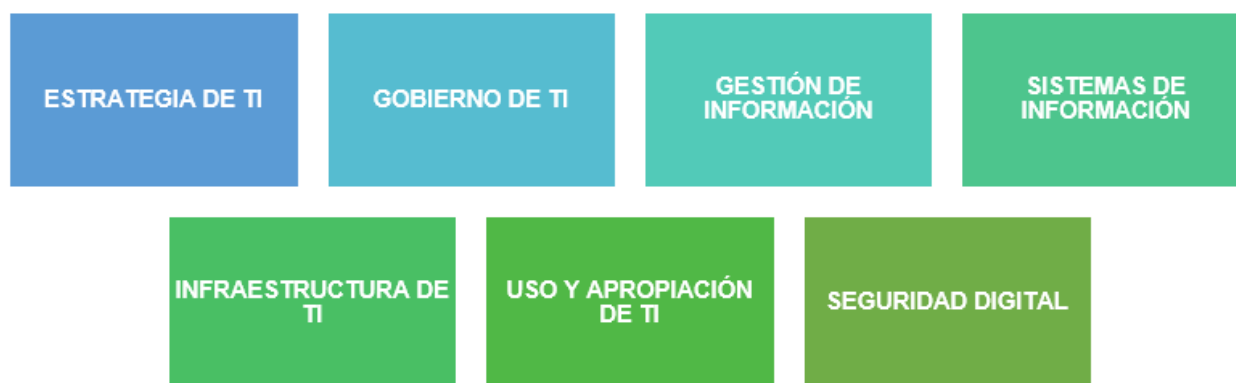 ESTRATEGIA DE TI
GOBIERNO DE TI
GESTIÓN DE
INFORMACIÓN
SISTEMAS DE
INFORMACIÓN
INFRAESTRUCTURA DE
TI
USO Y APROPIACIÓN
DE TI
SEGURIDAD DIGITAL